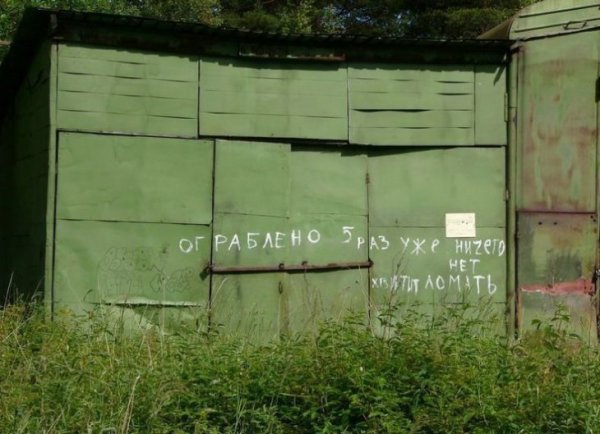 ОГРАБЛЕНО 5 РАЗ УЖЕ НИЧЕГО
НЕТ
ХВАТИТ ЛОМАТЬ